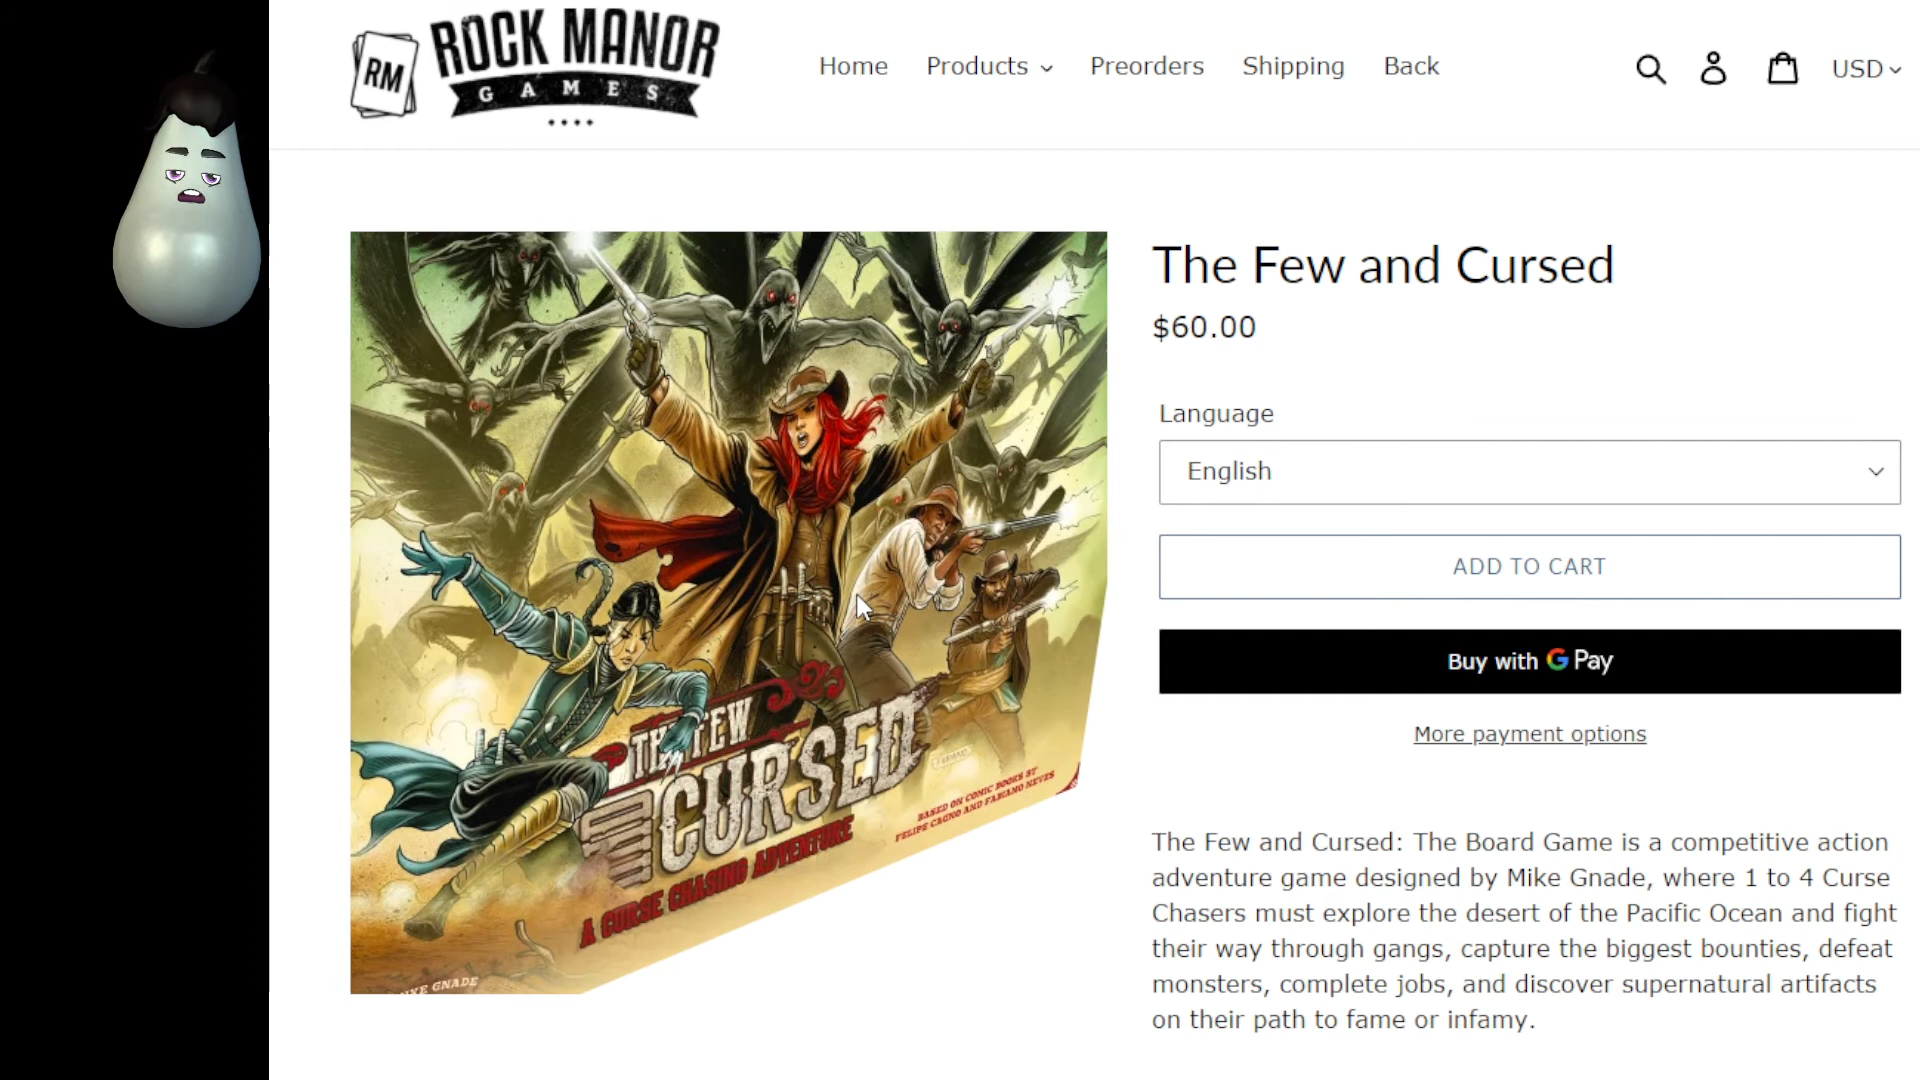 RM
ROCK MANOR
GAMES
Home
Products
Preorders
Shipping
Back
USD
The Few and Cursed
$60.00
Language
English
ADD TO CART
Buy with G Pay
More payment options
THE FEW
AND
CURSED
A CURSE CHASING ADVENTURE
BASED ON COMIC BOOKS BY
FELIPE CAGNO AND FABIANO NEVES
GNADE
The Few and Cursed: The Board Game is a competitive action
adventure game designed by Mike Gnade, where 1 to 4 Curse
Chasers must explore the desert of the Pacific Ocean and fight
their way through gangs, capture the biggest bounties, defeat
monsters, complete jobs, and discover supernatural artifacts
on their path to fame or infamy.